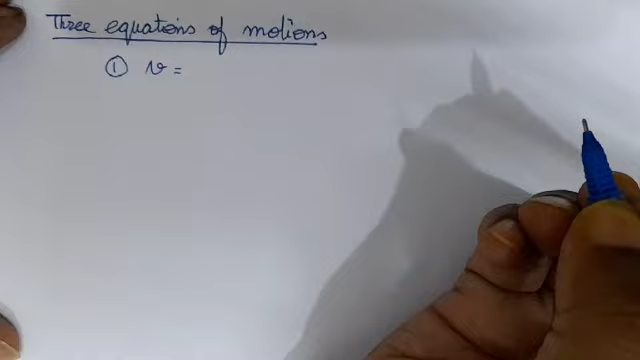 Three equations of motions
① v =